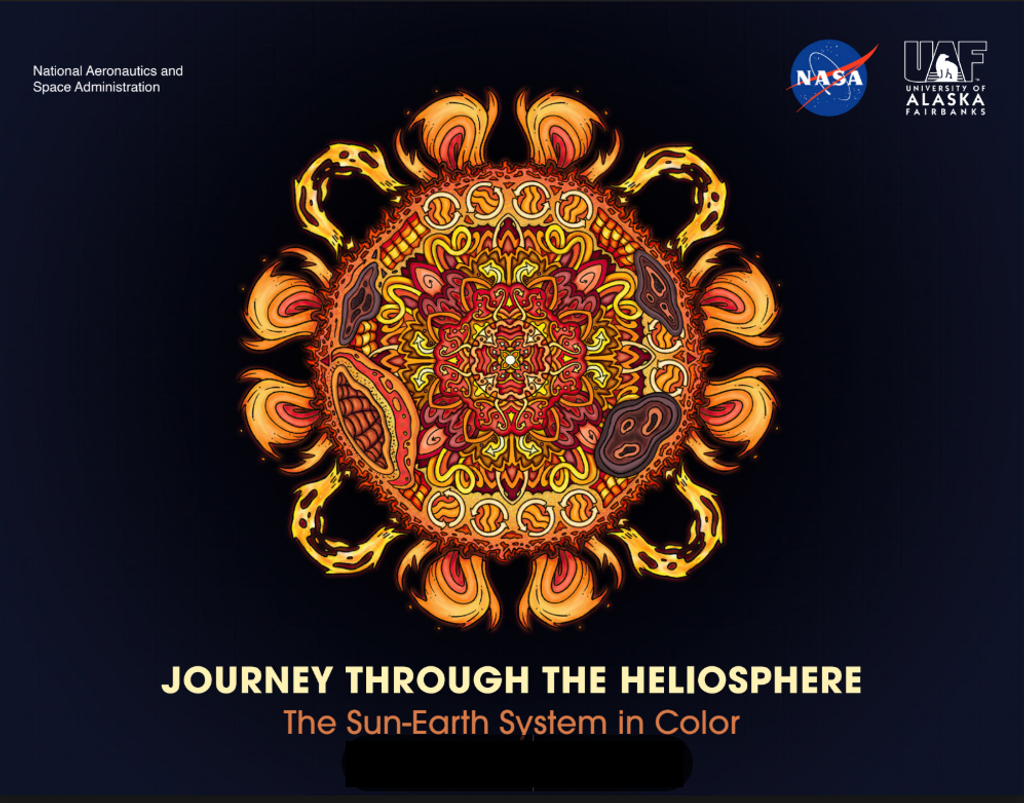 National Aeronautics and
Space Administration
NASA
UAF
UNIVERSITY OF
ALASKA
FAIRBANKS
JOURNEY THROUGH THE HELIOSPHERE
The Sun-Earth System in Color